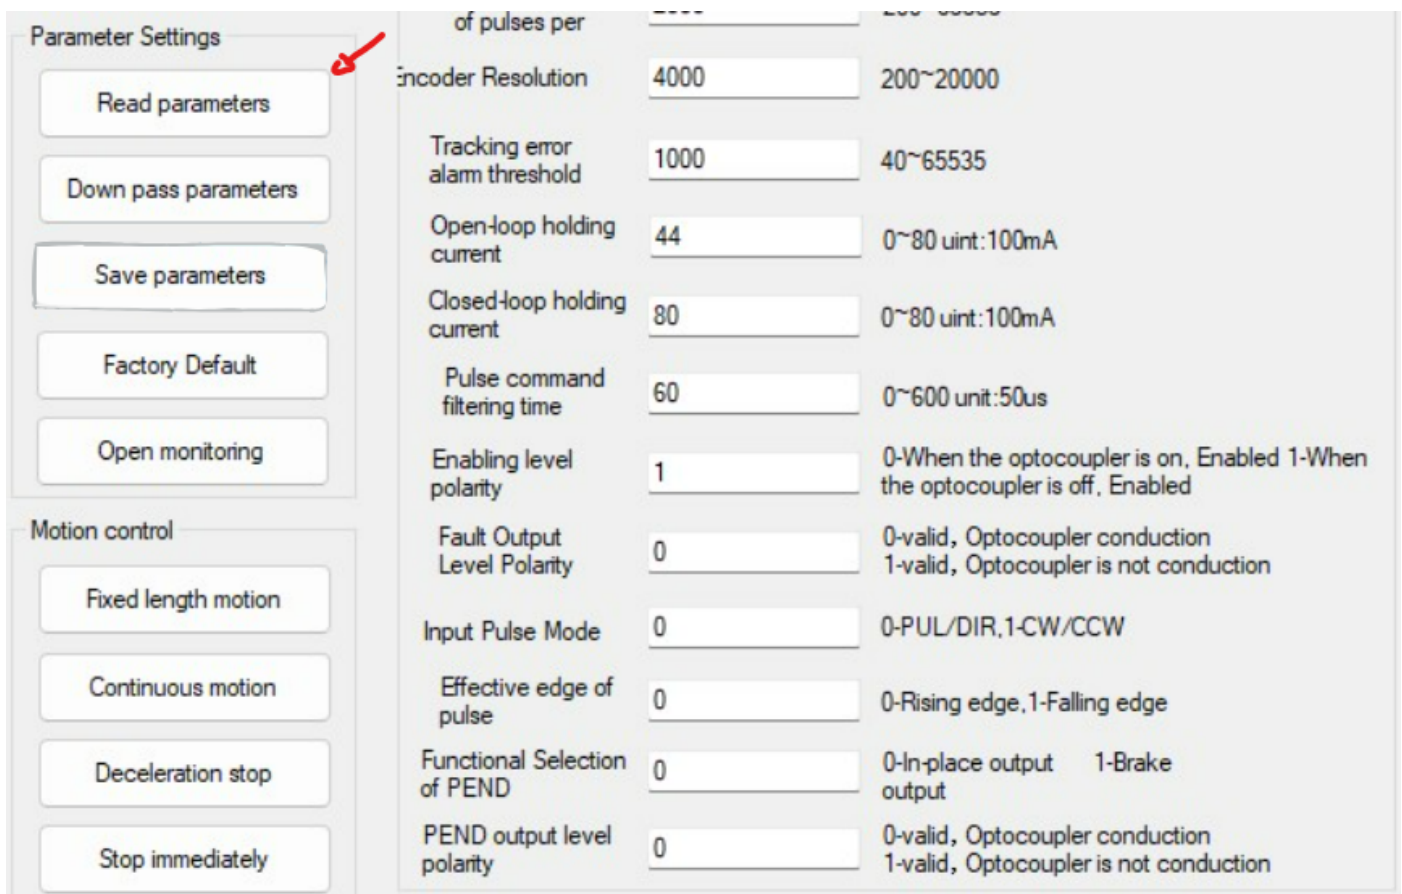 Parameter Settings
Read parameters
Down pass parameters
Save parameters
Factory Default
Open monitoring
Motion control
Fixed length motion
Continuous motion
Deceleration stop
Stop immediately
of pulses per
Encoder Resolution 4000 200~20000
Tracking error
alarm threshold 1000 40~65535
Open-loop holding
current 44 0~80 uint:100mA
Closed-loop holding
current 80 0~80 uint:100mA
Pulse command
filtering time 60 0~600 unit:50us
Enabling level
polarity 1 0-When the optocoupler is on, Enabled 1-When
the optocoupler is off, Enabled
Fault Output
Level Polarity 0 0-valid, Optocoupler conduction
1-valid, Optocoupler is not conduction
Input Pulse Mode 0 0-PUL/DIR,1-CW/CCW
Effective edge of
pulse 0 0-Rising edge,1-Falling edge
Functional Selection
of PEND 0 0-In-place output 1-Brake
output
PEND output level
polarity 0 0-valid, Optocoupler conduction
1-valid, Optocoupler is not conduction